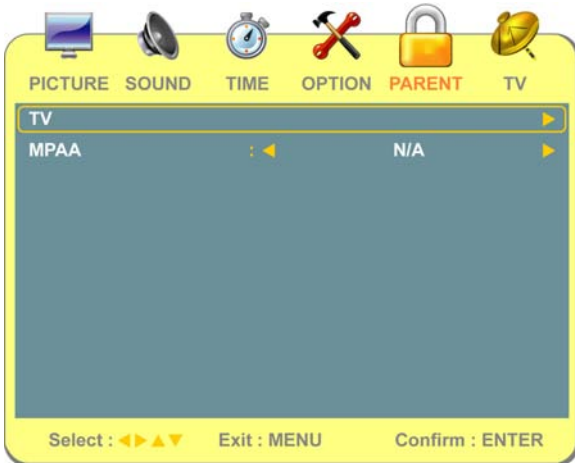 PICTURE SOUND TIME OPTION PARENT TV
TV
MPAA : N/A
Select : Exit : MENU Confirm : ENTER